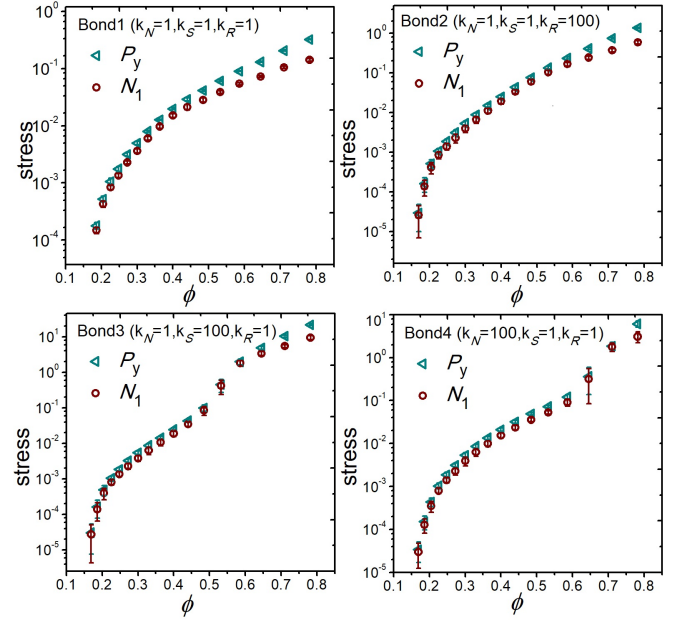 Bond1 (k_N=1,k_S=1,k_R=1)
P_y
N_1
stress
10^-1
10^0
10^-1
10^-2
10^-3
10^-4
0.1 0.2 0.3 0.4 0.5 0.6 0.7 0.8
ϕ
Bond2 (k_N=1,k_S=1,k_R=100)
P_y
N_1
stress
10^1
10^0
10^-1
10^-2
10^-3
10^-4
10^-5
0.1 0.2 0.3 0.4 0.5 0.6 0.7 0.8
ϕ
Bond3 (k_N=1,k_S=100,k_R=1)
P_y
N_1
stress
10^1
10^0
10^-1
10^-2
10^-3
10^-4
10^-5
0.1 0.2 0.3 0.4 0.5 0.6 0.7 0.8
ϕ
Bond4 (k_N=100,k_S=1,k_R=1)
P_y
N_1
stress
10^1
10^0
10^-1
10^-2
10^-3
10^-4
10^-5
0.1 0.2 0.3 0.4 0.5 0.6 0.7 0.8
ϕ